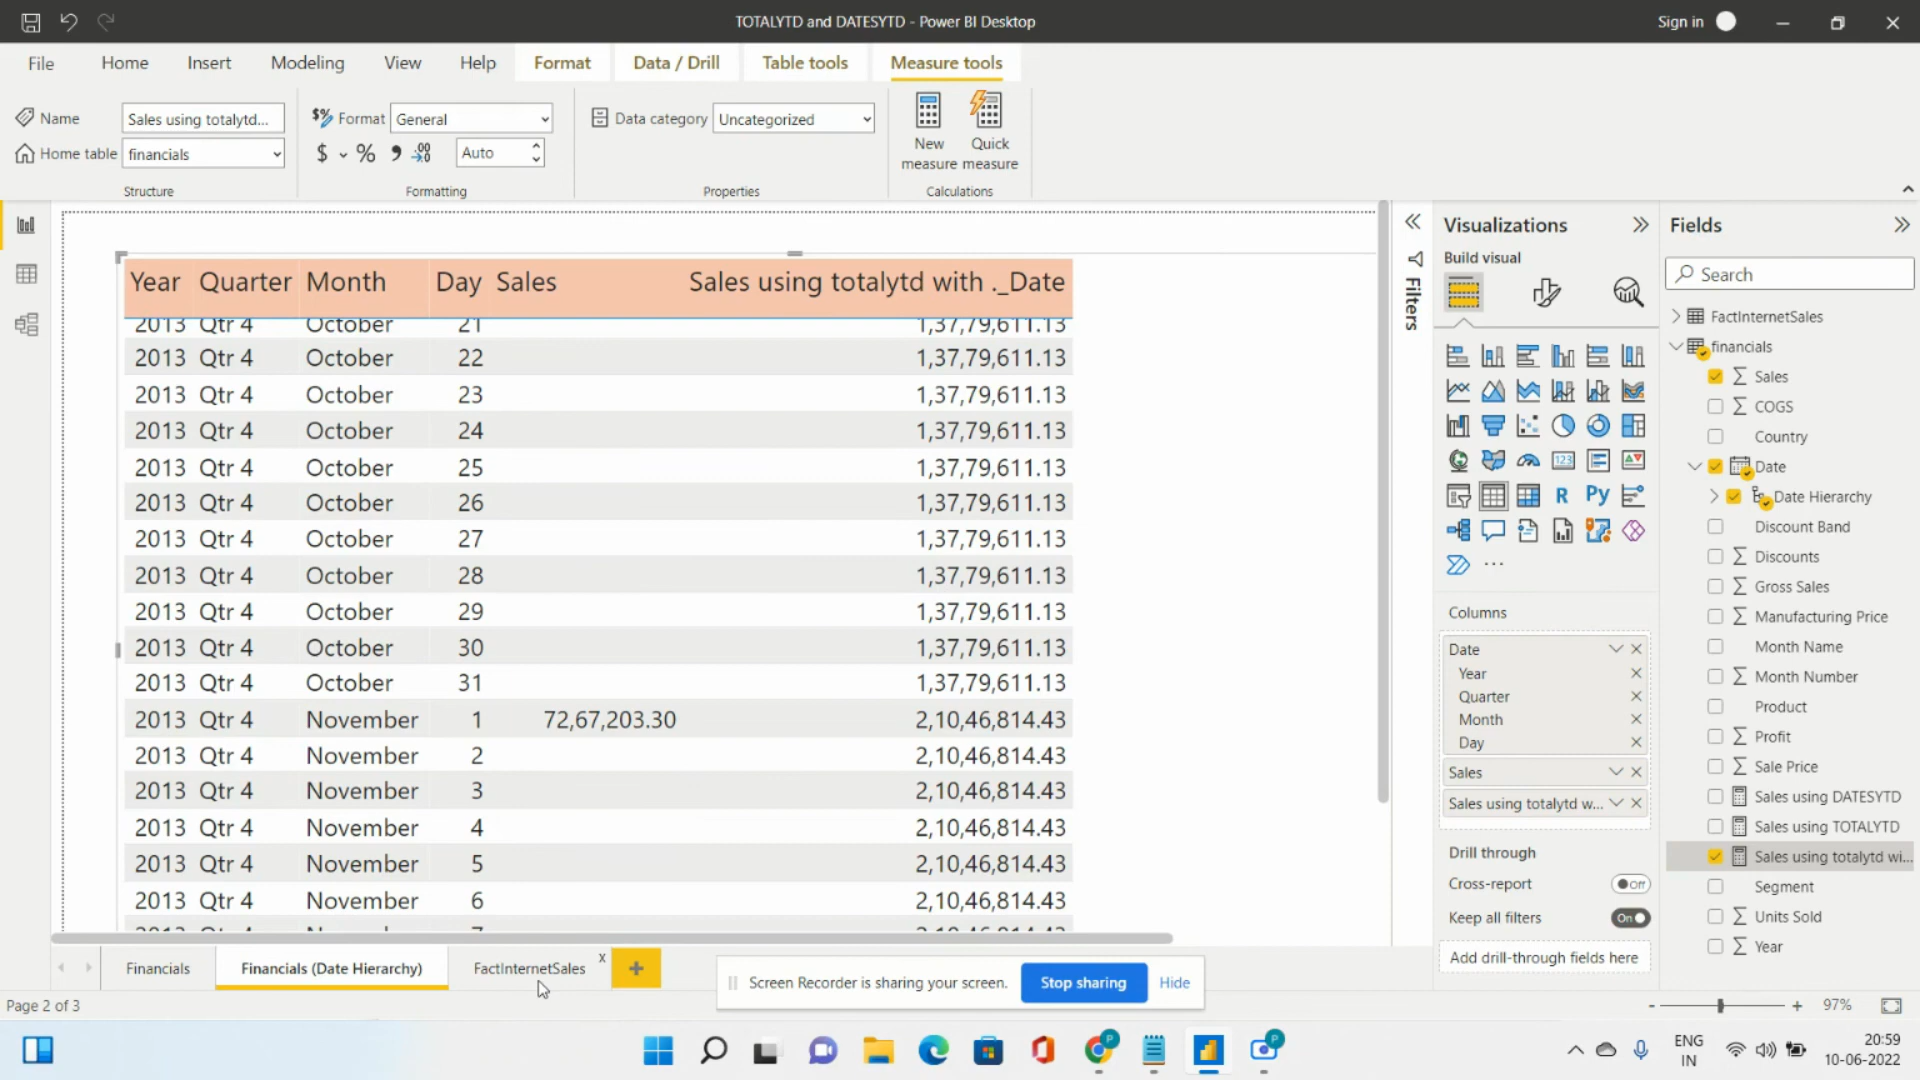 TOTALYTD and DATESYTD - Power BI Desktop
Sign in
File Home Insert Modeling View Help Format Data / Drill Table tools Measure tools
Name Sales using totalytd...
Format General
Data category Uncategorized
Home table financials
$ % 9 .00 Auto
New measure
Quick measure
Structure Formatting Properties Calculations
Year Quarter Month Day Sales Sales using totalytd with ._Date
2013 Qtr 4 October 21 1,37,79,611.13
2013 Qtr 4 October 22 1,37,79,611.13
2013 Qtr 4 October 23 1,37,79,611.13
2013 Qtr 4 October 24 1,37,79,611.13
2013 Qtr 4 October 25 1,37,79,611.13
2013 Qtr 4 October 26 1,37,79,611.13
2013 Qtr 4 October 27 1,37,79,611.13
2013 Qtr 4 October 28 1,37,79,611.13
2013 Qtr 4 October 29 1,37,79,611.13
2013 Qtr 4 October 30 1,37,79,611.13
2013 Qtr 4 October 31 1,37,79,611.13
2013 Qtr 4 November 1 72,67,203.30 2,10,46,814.43
2013 Qtr 4 November 2 2,10,46,814.43
2013 Qtr 4 November 3 2,10,46,814.43
2013 Qtr 4 November 4 2,10,46,814.43
2013 Qtr 4 November 5 2,10,46,814.43
2013 Qtr 4 November 6 2,10,46,814.43
Filters
Visualizations
Build visual
123
R Py
...
Columns
Date
Year
Quarter
Month
Day
Sales
Sales using totalytd w...
Drill through
Cross-report Off
Keep all filters On
Add drill-through fields here
Fields
Search
FactInternetSales
financials
Sales
COGS
Country
Date
Date Hierarchy
Discount Band
Discounts
Gross Sales
Manufacturing Price
Month Name
Month Number
Product
Profit
Sale Price
Sales using DATESYTD
Sales using TOTALYTD
Sales using totalytd wi...
Segment
Units Sold
Year
Financials Financials (Date Hierarchy) FactInternetSales x +
Screen Recorder is sharing your screen. Stop sharing Hide
Page 2 of 3
- + 97%
ENG
IN
20:59
10-06-2022